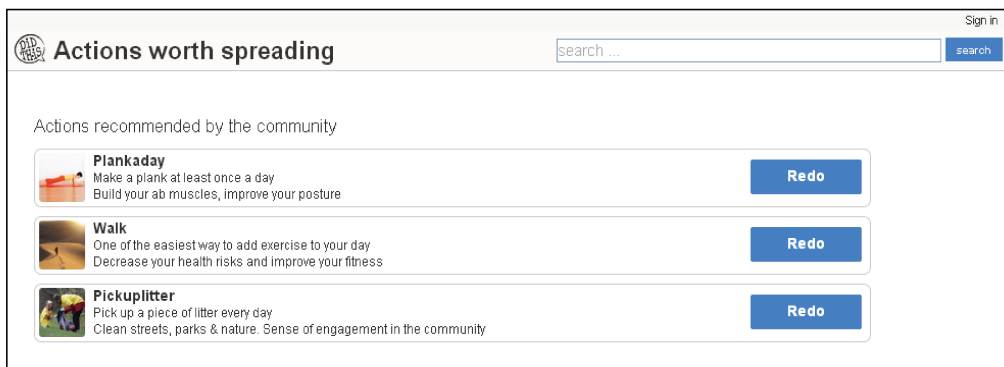 Sign in
DID THIS Actions worth spreading
search ... search
Actions recommended by the community
Plankaday
Make a plank at least once a day
Build your ab muscles, improve your posture
Redo
Walk
One of the easiest way to add exercise to your day
Decrease your health risks and improve your fitness
Redo
Pickuplitter
Pick up a piece of litter every day
Clean streets, parks & nature. Sense of engagement in the community
Redo